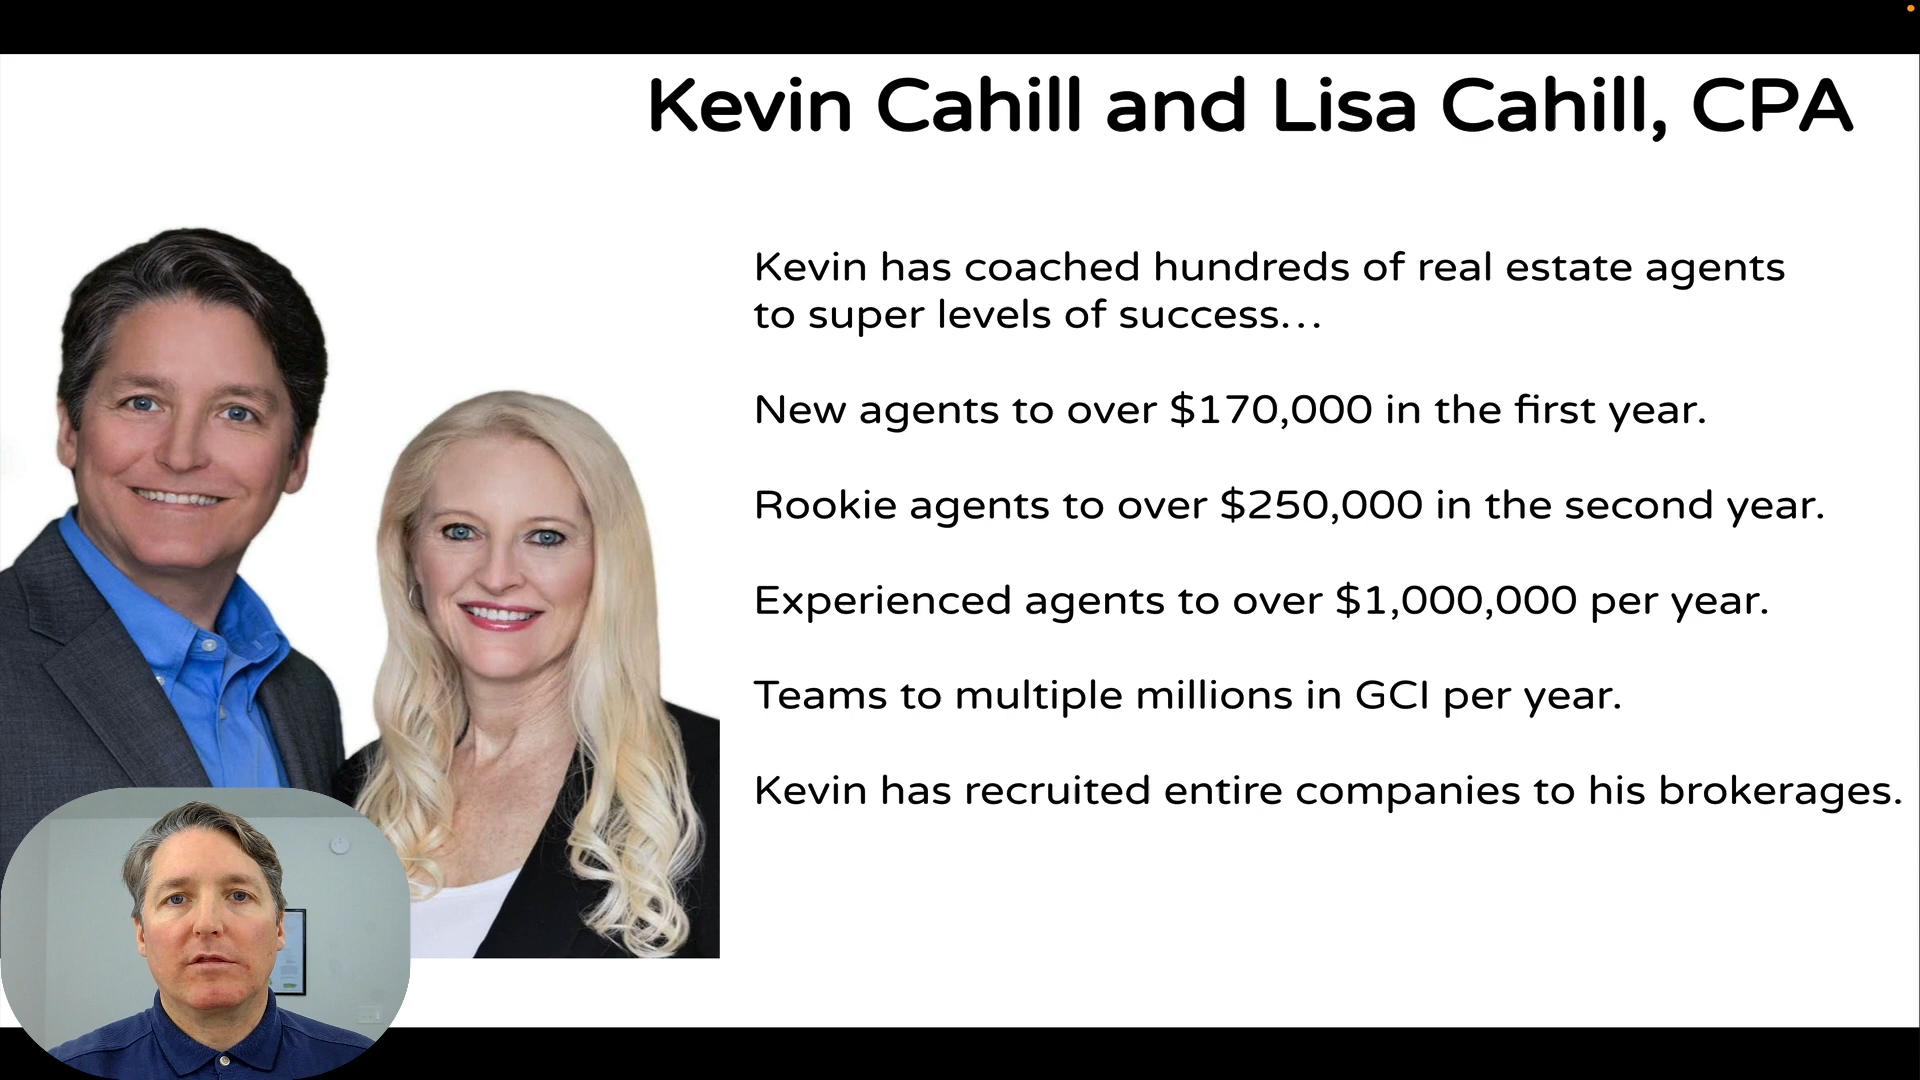 Kevin Cahill and Lisa Cahill, CPA
Kevin has coached hundreds of real estate agents
to super levels of success…
New agents to over $170,000 in the first year.
Rookie agents to over $250,000 in the second year.
Experienced agents to over $1,000,000 per year.
Teams to multiple millions in GCI per year.
Kevin has recruited entire companies to his brokerages.